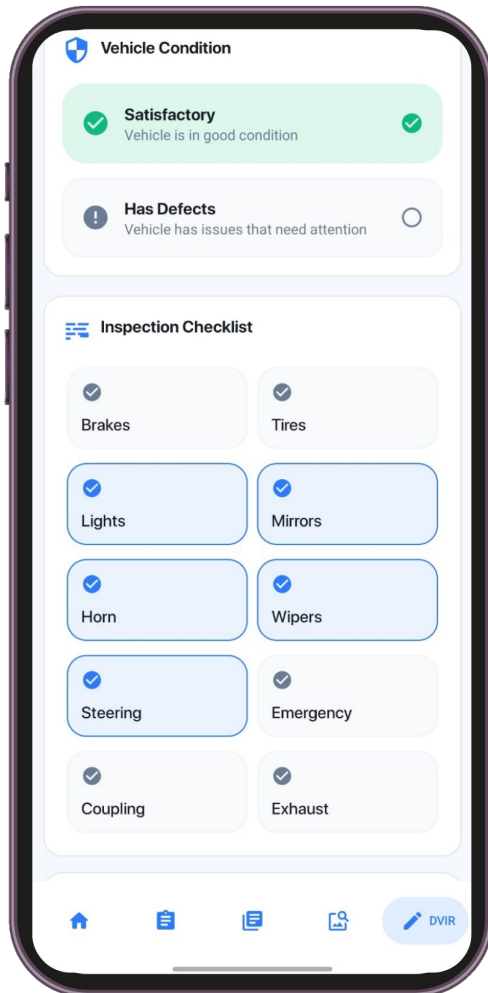 Vehicle Condition
Satisfactory
Vehicle is in good condition
Has Defects
Vehicle has issues that need attention
Inspection Checklist
Brakes
Tires
Lights
Mirrors
Horn
Wipers
Steering
Emergency
Coupling
Exhaust
DVIR